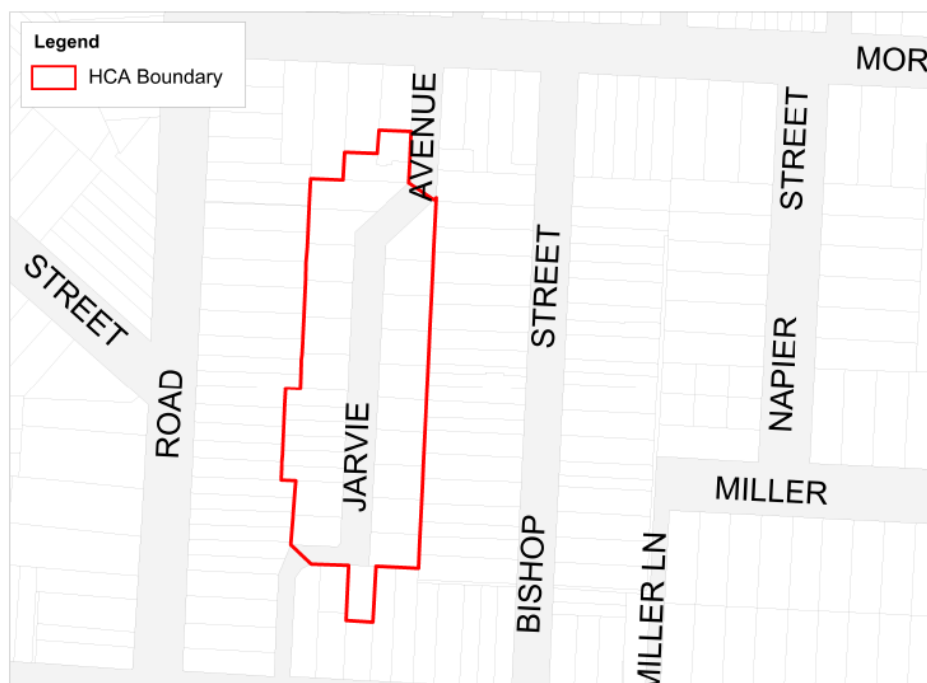 Legend
HCA Boundary
MOR
AVENUE
STREET
STREET
STREET
ROAD
NAPIER
JARVIE
MILLER
BISHOP
MILLER LN